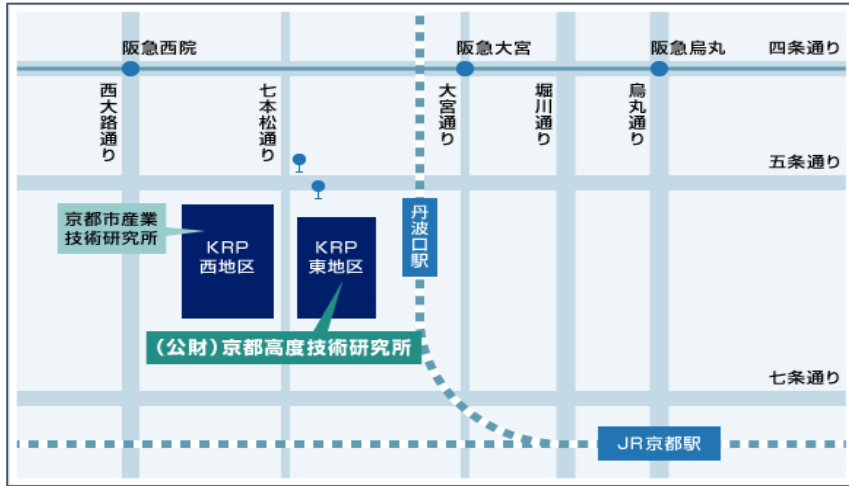 阪急西院
阪急大宮
阪急烏丸
四条通り
西大路通り
七本松通り
大宮通り
堀川通り
烏丸通り
五条通り
京都市産業
技術研究所
KRP
西地区
KRP
東地区
丹波口駅
(公財)京都高度技術研究所
七条通り
JR京都駅